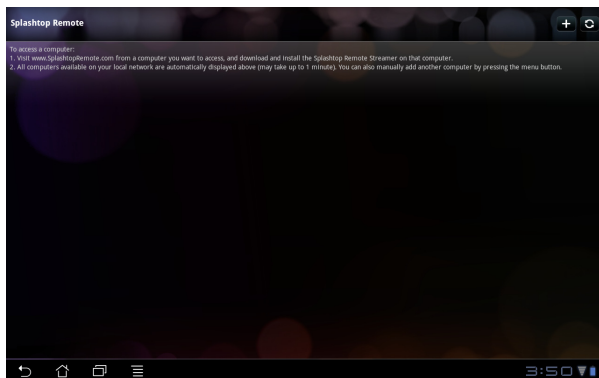 Splashtop Remote
To access a computer:
1. Visit www.SplashtopRemote.com from a computer you want to access, and download and install the Splashtop Remote Streamer on that computer.
2. All computers available on your local network are automatically displayed above (may take up to 1 minute). You can also manually add another computer by pressing the menu button.
3:50